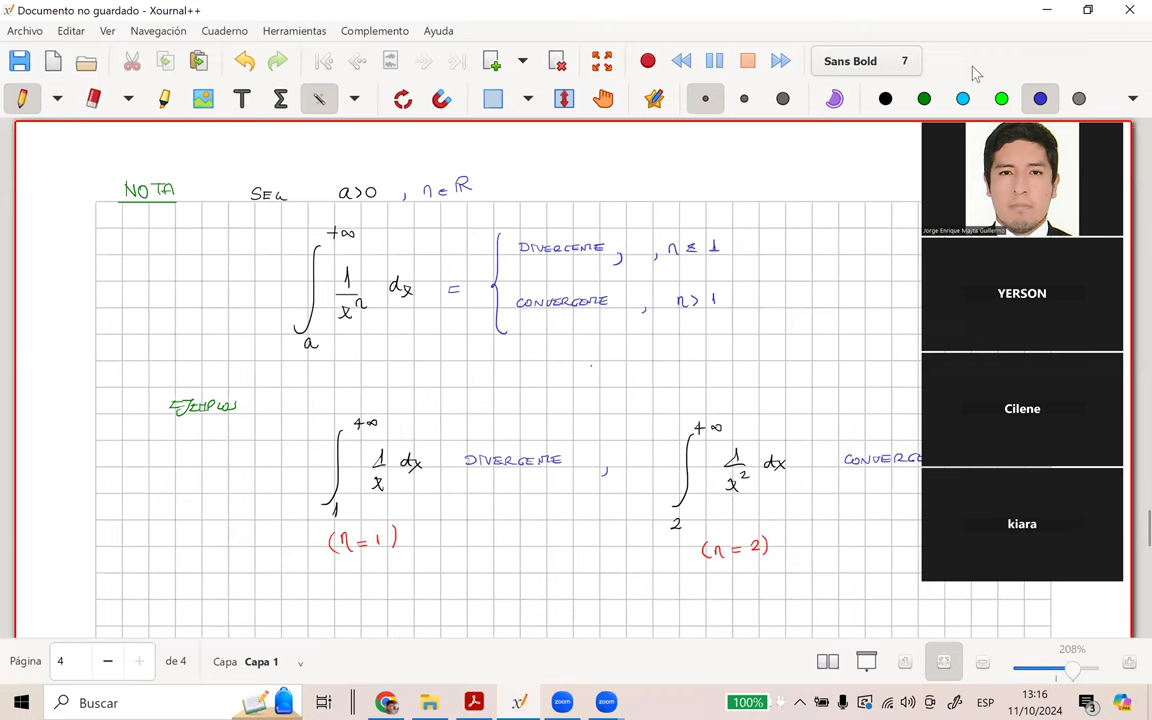 Documento no guardado - Xournal++
Archivo Editar Ver Navegación Cuaderno Herramientas Complemento Ayuda
Sans Bold 7
NOTA SEA a>0 , n∈ℝ
+∞
∫ 1/x^n dx = { DIVERGENTE, , n≤1
CONVERGENTE , n>1
a
EJEMPLOS
+∞ +∞
∫ 1/x dx DIVERGENTE , ∫ 1/x² dx CONVERGE
1 2
(n=1) (n=2)
Jorge Enrique Mayta Guillermo
YERSON
Cilene
kiara
Página 4 de 4 Capa Capa 1 208%
Buscar
100%
ESP
13:16
11/10/2024
3